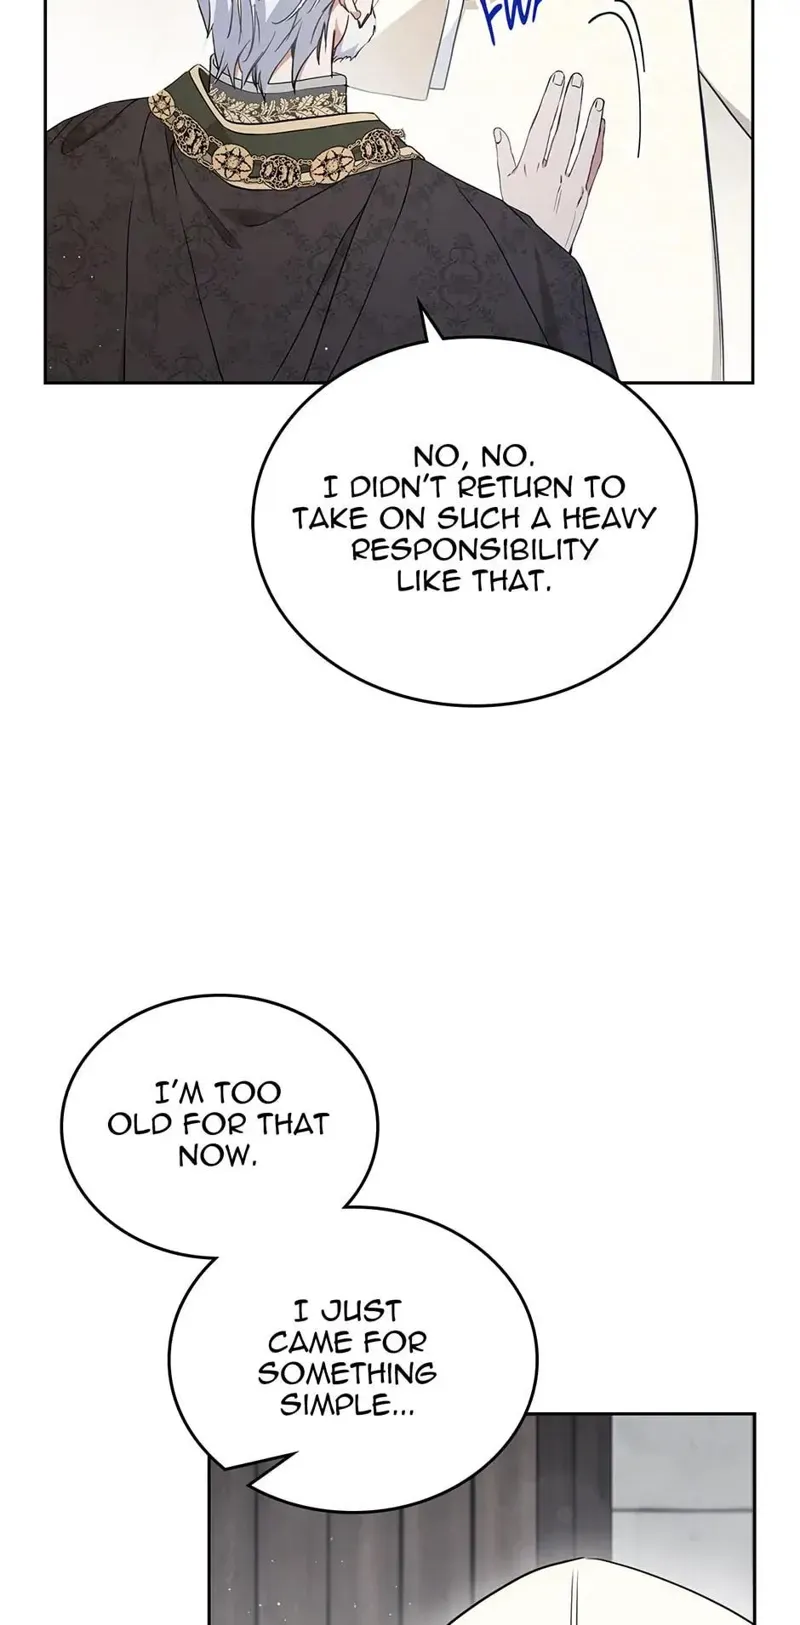 NO, NO.
I DIDN'T RETURN TO
TAKE ON SUCH A HEAVY
RESPONSIBILITY
LIKE THAT.
I'M TOO
OLD FOR THAT
NOW.
I JUST
CAME FOR
SOMETHING
SIMPLE...